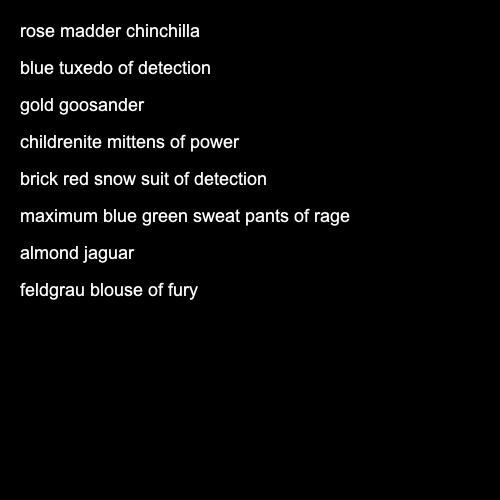 rose madder chinchilla
blue tuxedo of detection
gold goosander
childrenite mittens of power
brick red snow suit of detection
maximum blue green sweat pants of rage
almond jaguar
feldgrau blouse of fury